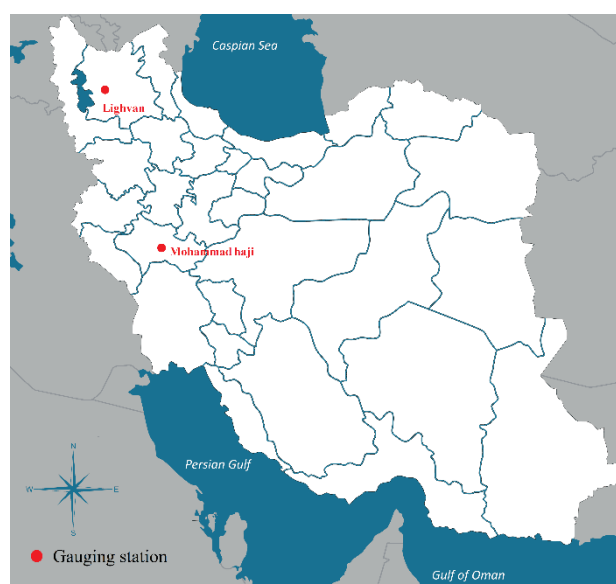 Caspian Sea
Lighvan
Mohammad haji
Persian Gulf
N
W
E
S
Gauging station
Gulf of Oman